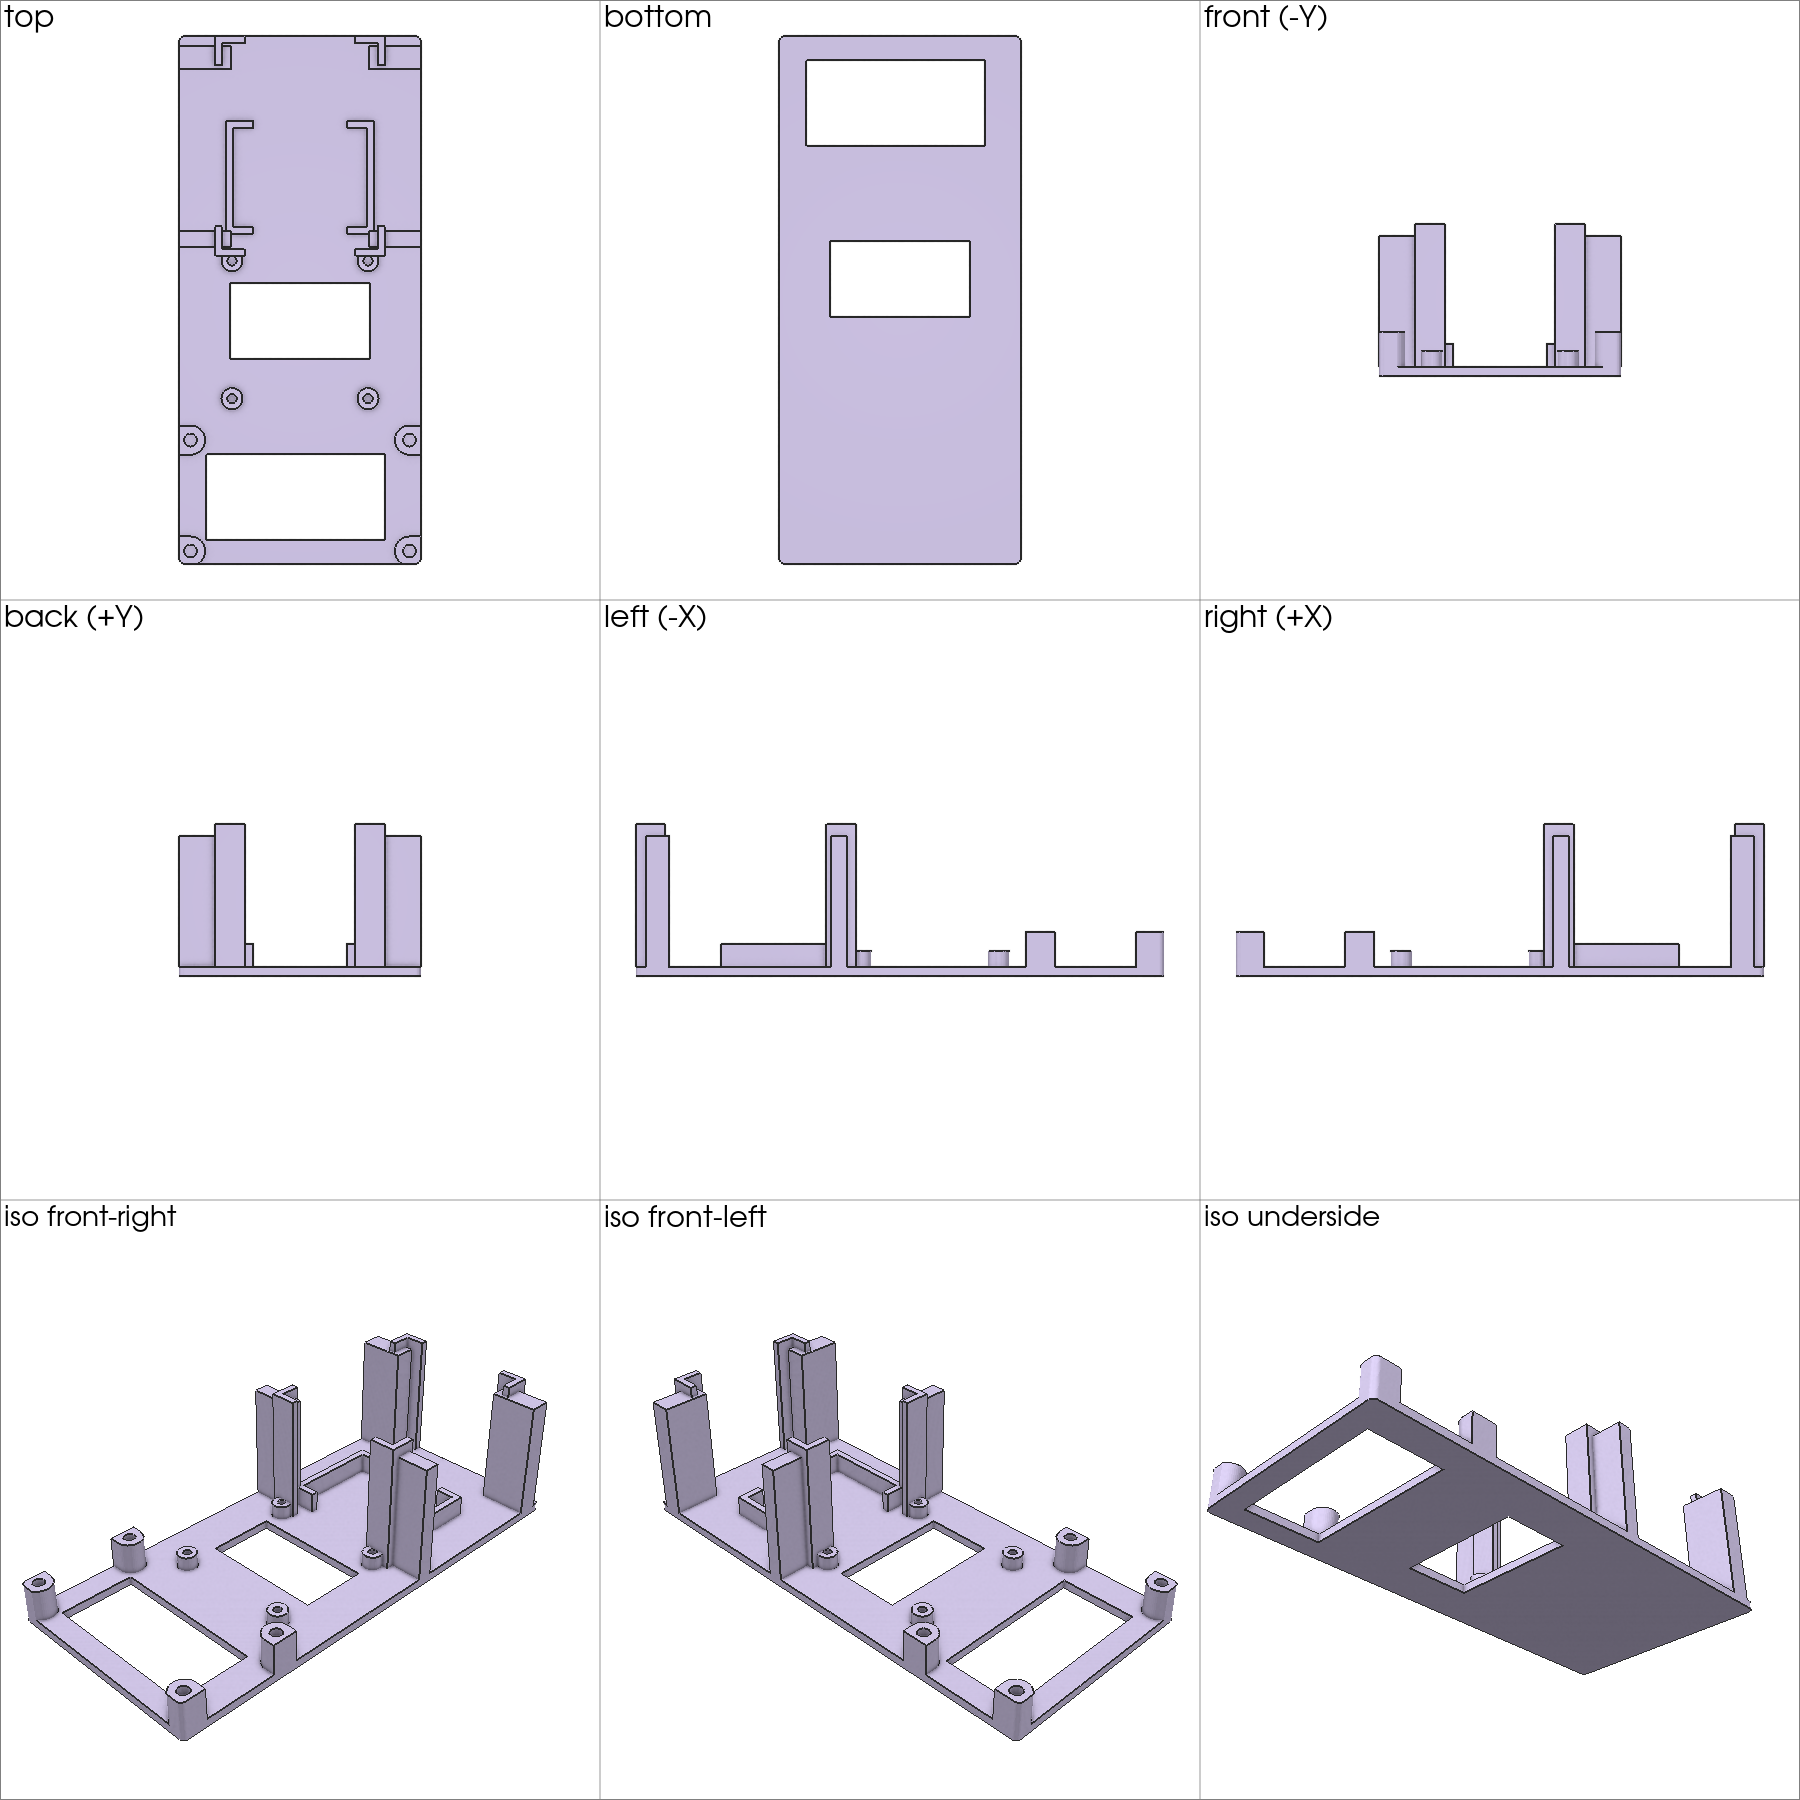 top
bottom
front (-Y)
back (+Y)
left (-X)
right (+X)
iso front-right
iso front-left
iso underside